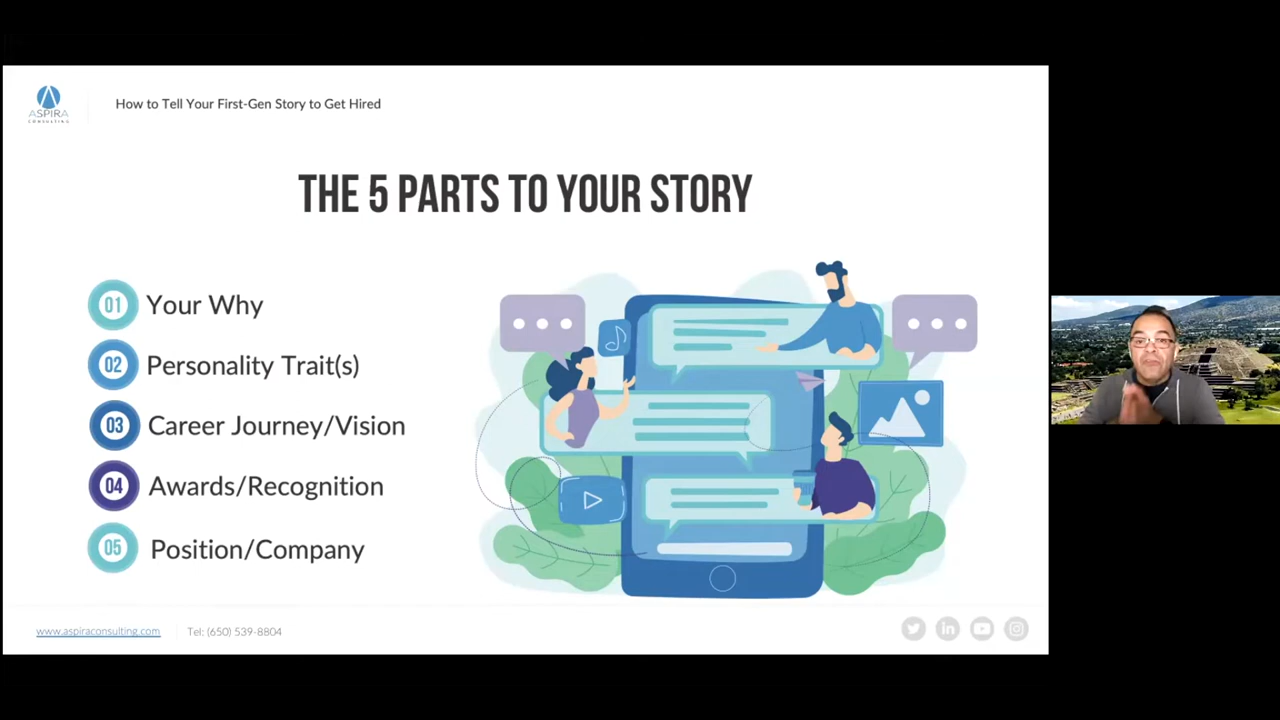 ASPIRA
CONSULTING
How to Tell Your First-Gen Story to Get Hired
THE 5 PARTS TO YOUR STORY
01 Your Why
02 Personality Trait(s)
03 Career Journey/Vision
04 Awards/Recognition
05 Position/Company
www.aspiraconsulting.com Tel: (650) 539-8804